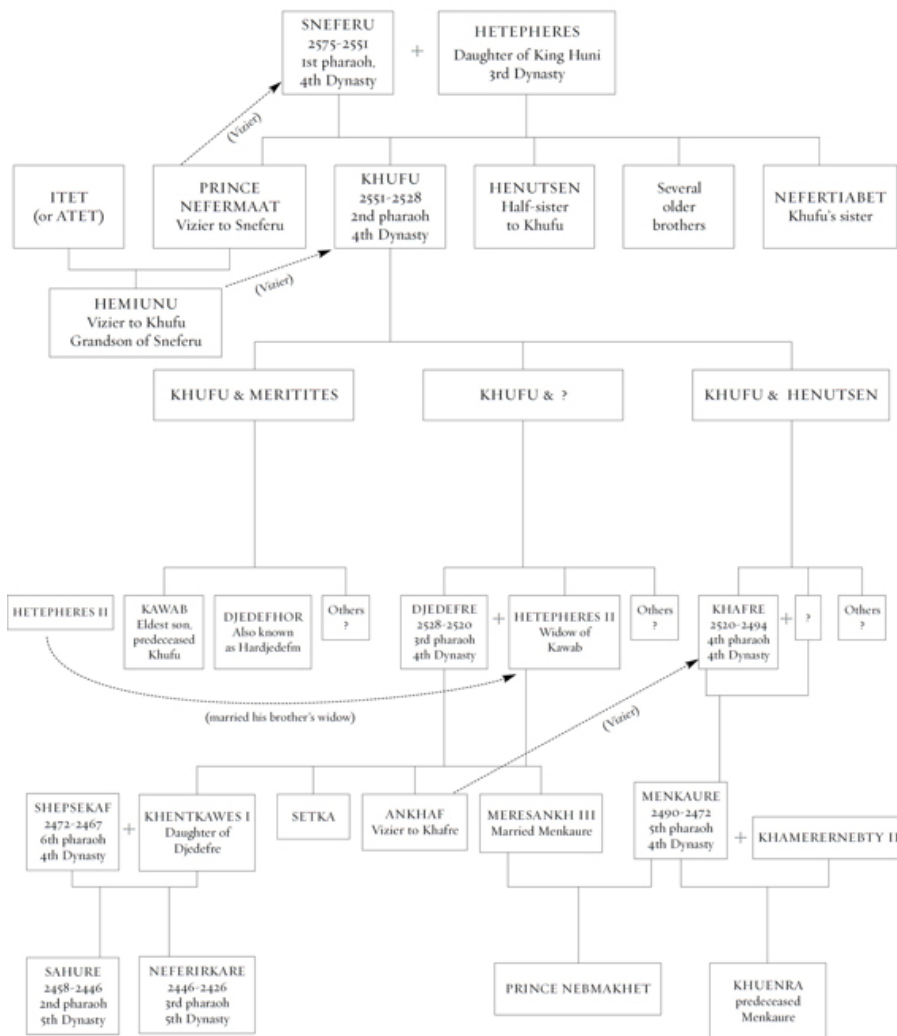 SNEFERU
2575-2551
1st pharaoh,
4th Dynasty
+
HETEPHERES
Daughter of King Huni
3rd Dynasty
(Vizier)
ITET
(or ATET)
PRINCE
NEFERMAAT
Vizier to Sneferu
KHUFU
2551-2528
2nd pharaoh
4th Dynasty
HENUTSEN
Half-sister
to Khufu
Several
older
brothers
NEFERTIABET
Khufu's sister
(Vizier)
HEMIUNU
Vizier to Khufu
Grandson of Sneferu
KHUFU & MERITITES
KHUFU & ?
KHUFU & HENUTSEN
HETEPHERES II
KAWAB
Eldest son,
predeceased
Khufu
DJEDEFHOR
Also known
as Hardjedefm
Others
?
DJEDEFRE
2528-2520
3rd pharaoh
4th Dynasty
+
HETEPHERES II
Widow of
Kawab
Others
?
KHAFRE
2520-2494
4th pharaoh
4th Dynasty
+
?
Others
?
(married his brother's widow)
(Vizier)
SHEPSEKAF
2472-2467
6th pharaoh
4th Dynasty
+
KHENTKAWES I
Daughter of
Djedefre
SETKA
ANKHAF
Vizier to Khafre
MERESANKH III
Married Menkaure
MENKAURE
2490-2472
5th pharaoh
4th Dynasty
+
KHAMERERNEBTY II
SAHURE
2458-2446
2nd pharaoh
5th Dynasty
NEFERIRKARE
2446-2426
3rd pharaoh
5th Dynasty
PRINCE NEBMAKHET
KHUENRA
predeceased
Menkaure